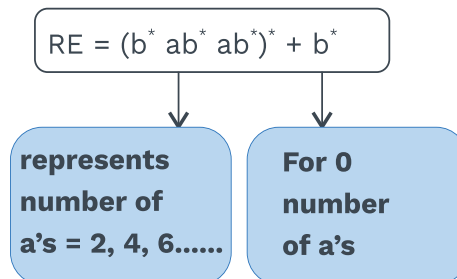 RE = (b* ab* ab*)* + b*
represents
number of
a’s = 2, 4, 6......
For 0
number
of a’s